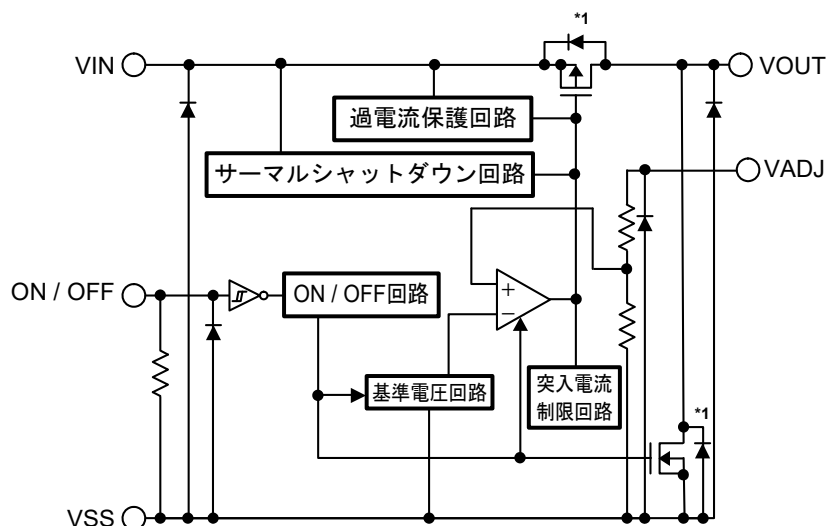 *1
VIN
VOUT
過電流保護回路
サーマルシャットダウン回路
VADJ
ON / OFF
ON / OFF回路
+
−
基準電圧回路
突入電流
制限回路
*1
VSS